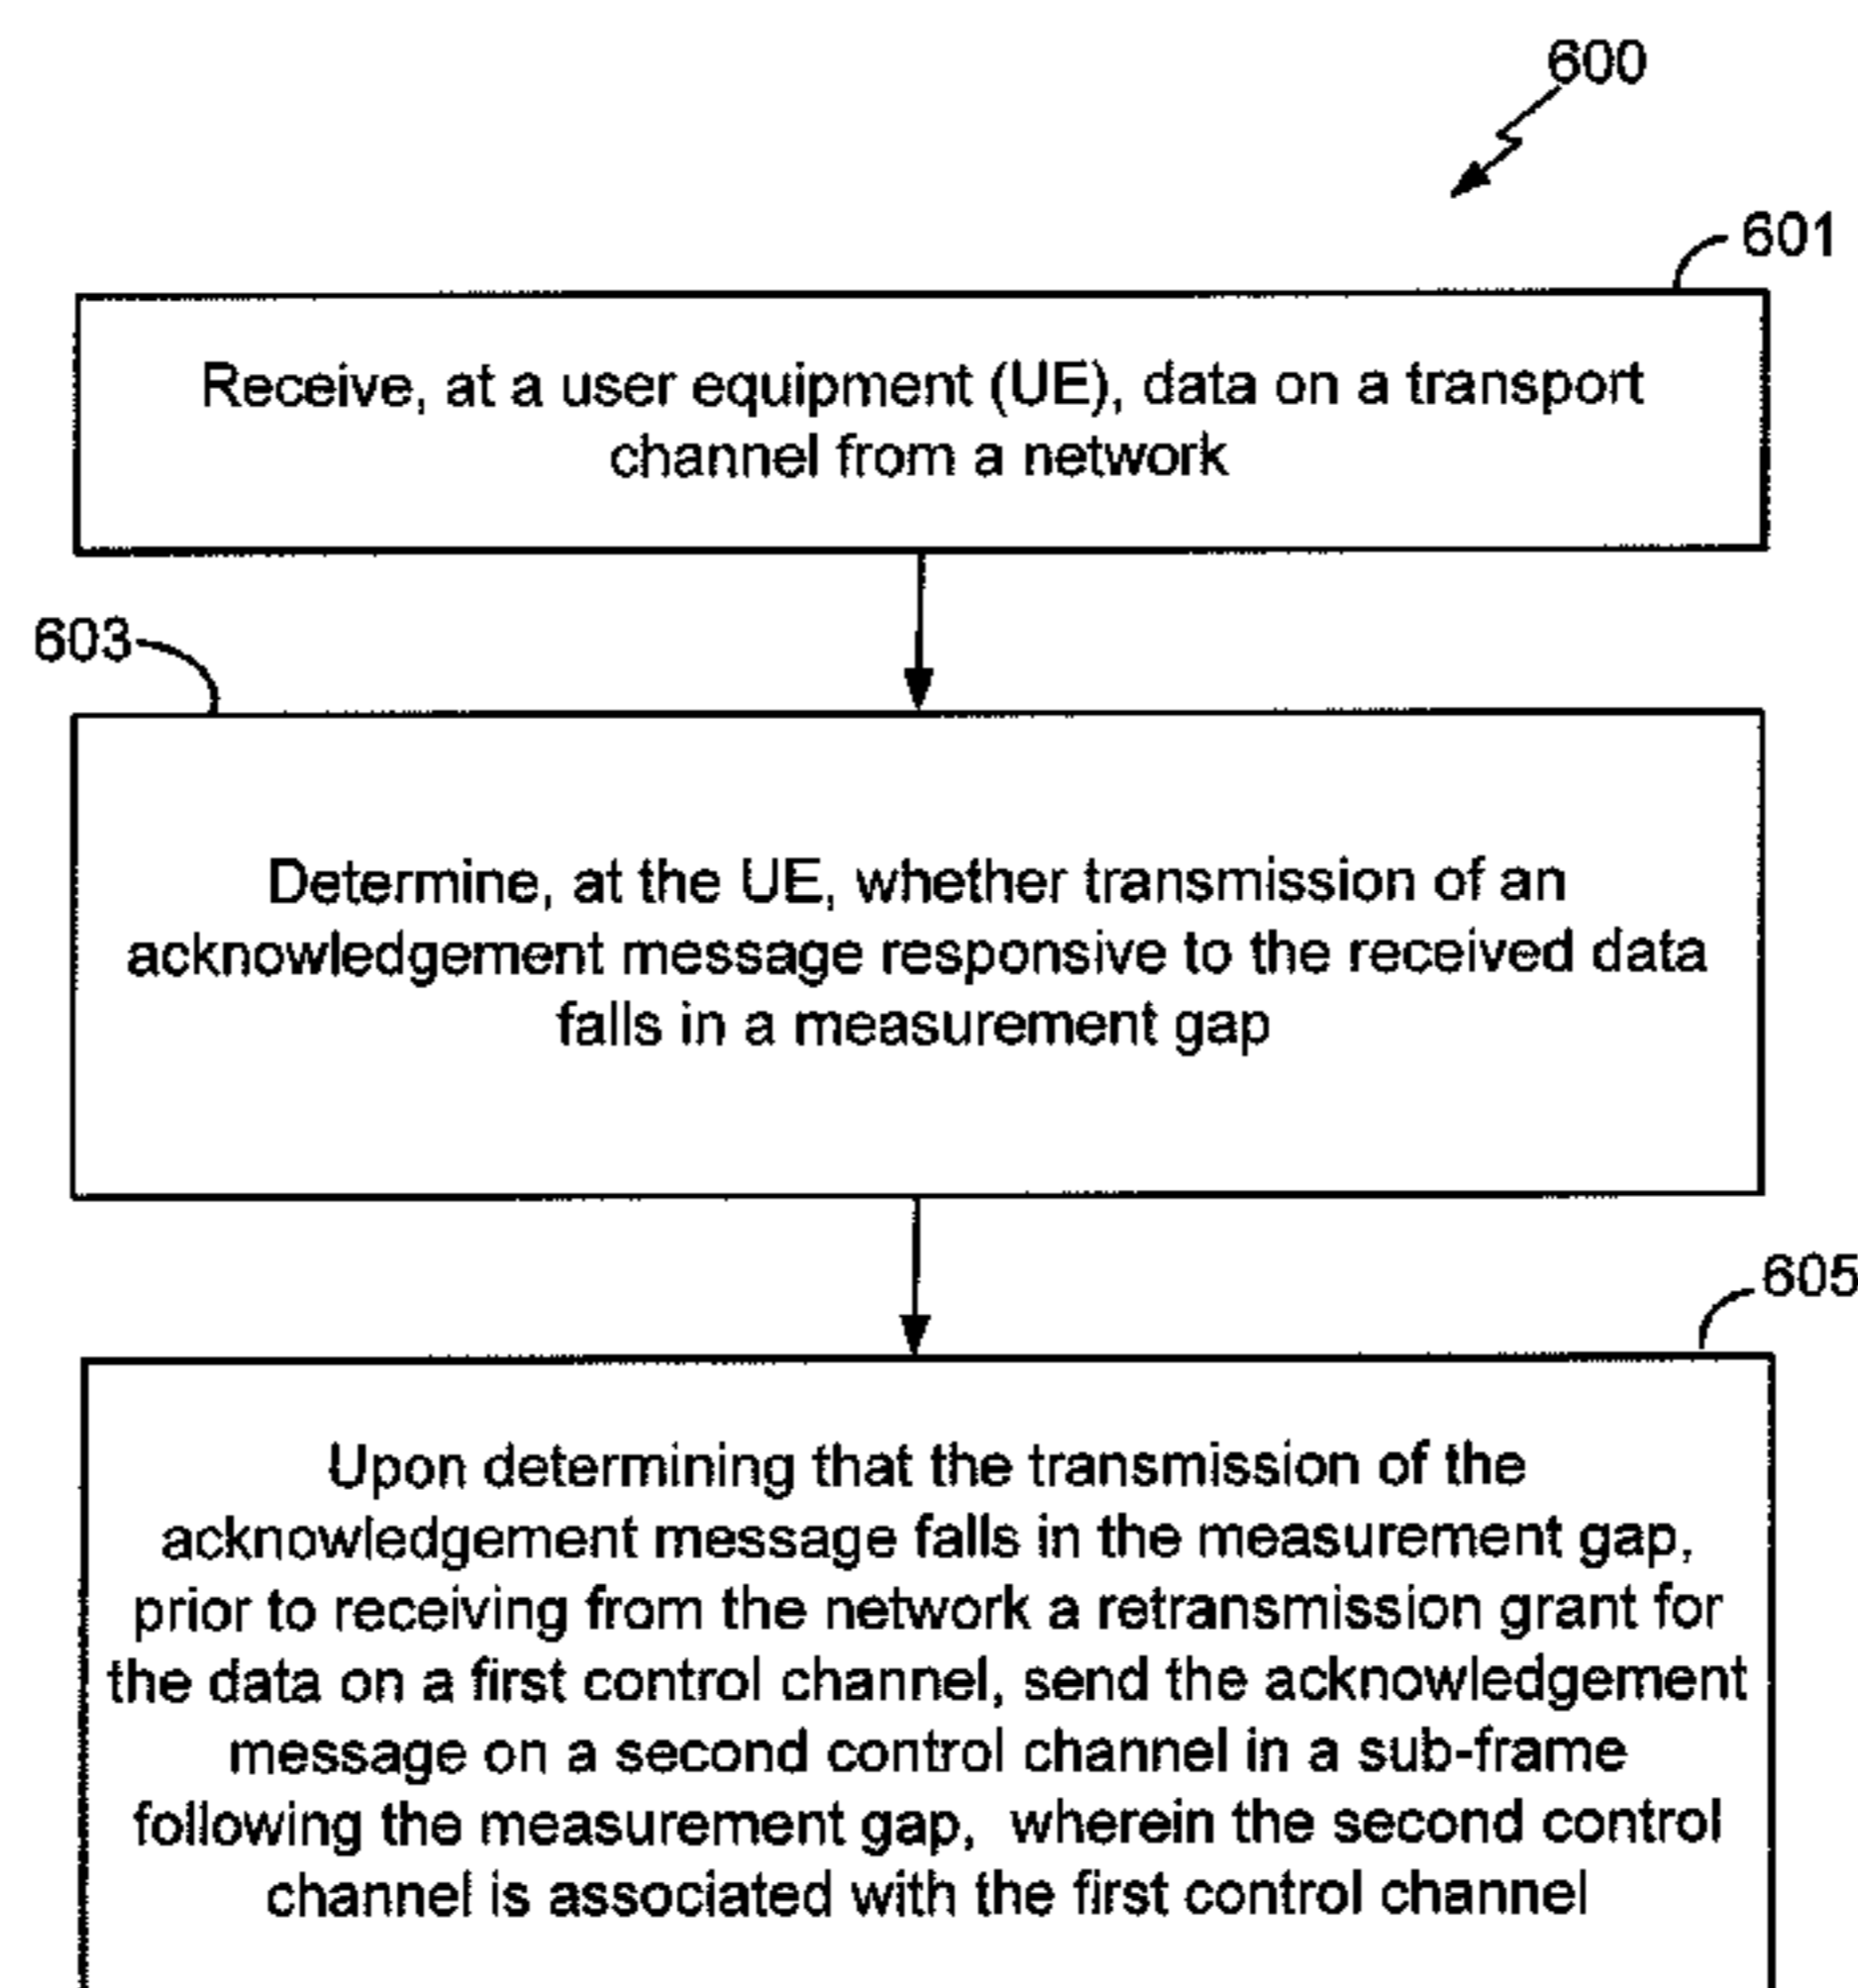 600
601
Receive, at a user equipment (UE), data on a transport
channel from a network
603
Determine, at the UE, whether transmission of an
acknowledgement message responsive to the received data
falls in a measurement gap
605
Upon determining that the transmission of the
acknowledgement message falls in the measurement gap,
prior to receiving from the network a retransmission grant for
the data on a first control channel, send the acknowledgement
message on a second control channel in a sub-frame
following the measurement gap, wherein the second control
channel is associated with the first control channel